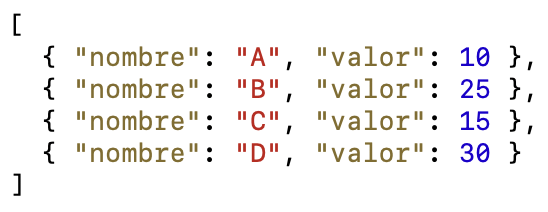 [
  { "nombre": "A", "valor": 10 },
  { "nombre": "B", "valor": 25 },
  { "nombre": "C", "valor": 15 },
  { "nombre": "D", "valor": 30 }
]